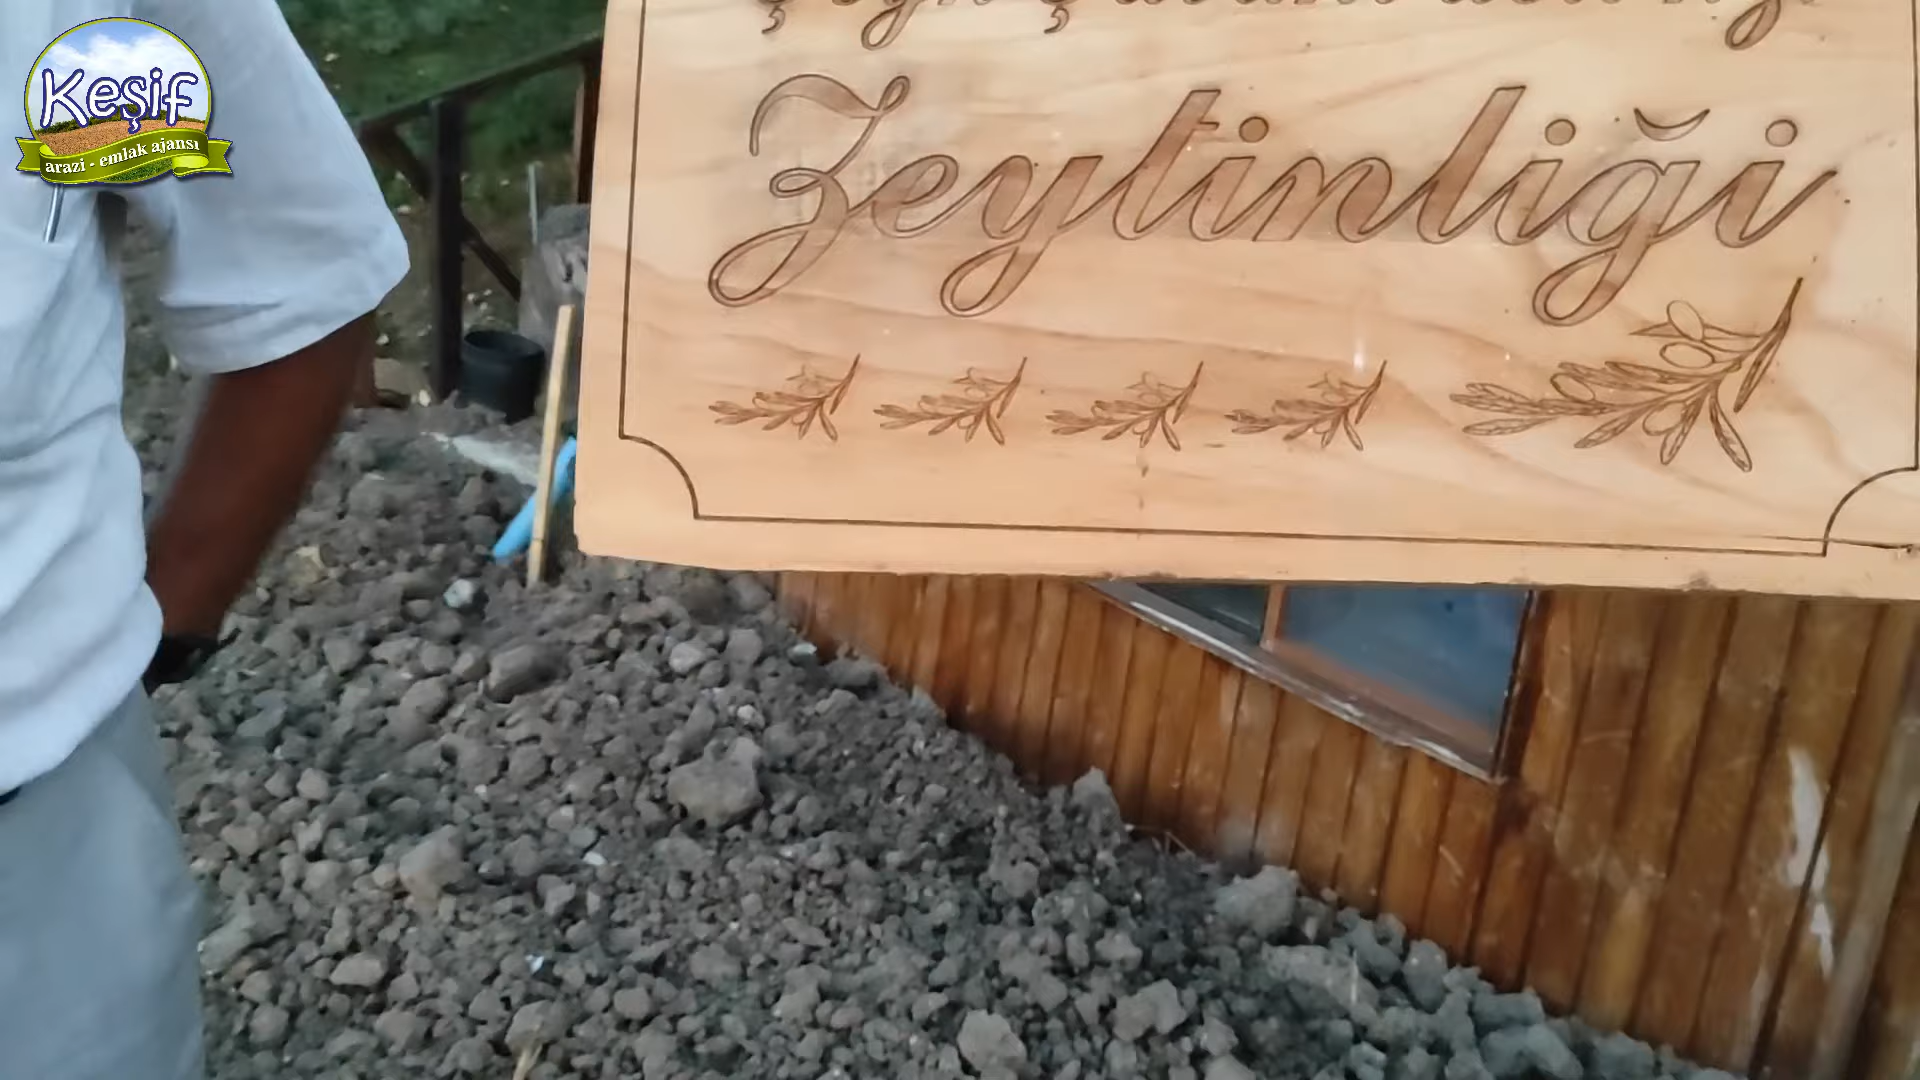 Keşif
arazi - emlak ajansı
Zeytinliği